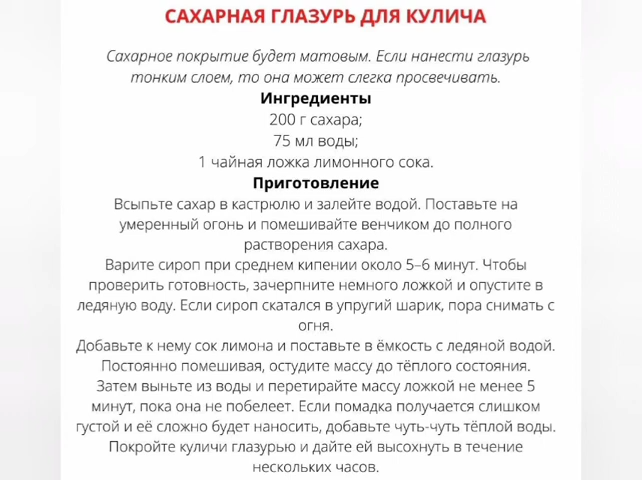 САХАРНАЯ ГЛАЗУРЬ ДЛЯ КУЛИЧА
Сахарное покрытие будет матовым. Если нанести глазурь
тонким слоем, то она может слегка просвечивать.
Ингредиенты
200 г сахара;
75 мл воды;
1 чайная ложка лимонного сока.
Приготовление
Всыпьте сахар в кастрюлю и залейте водой. Поставьте на
умеренный огонь и помешивайте венчиком до полного
растворения сахара.
Варите сироп при среднем кипении около 5–6 минут. Чтобы
проверить готовность, зачерпните немного ложкой и опустите в
ледяную воду. Если сироп скатался в упругий шарик, пора снимать с
огня.
Добавьте к нему сок лимона и поставьте в ёмкость с ледяной водой.
Постоянно помешивая, остудите массу до тёплого состояния.
Затем выньте из воды и перетирайте массу ложкой не менее 5
минут, пока она не побелеет. Если помадка получается слишком
густой и её сложно будет наносить, добавьте чуть-чуть тёплой воды.
Покройте куличи глазурью и дайте ей высохнуть в течение
нескольких часов.